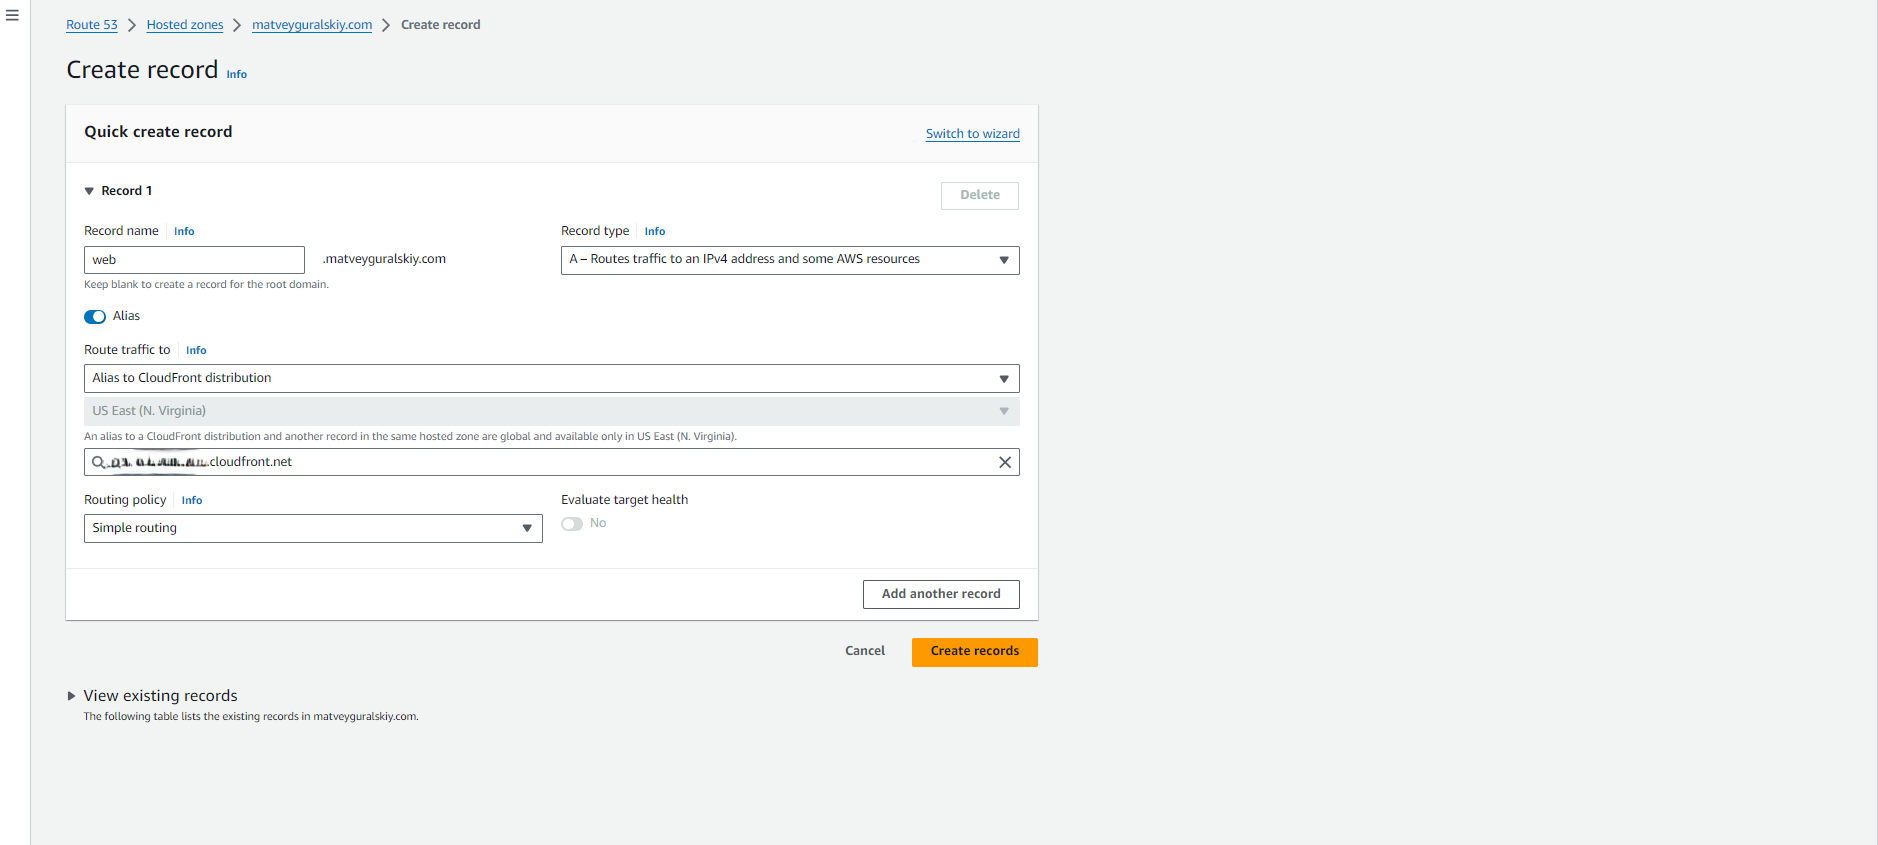 Route 53 > Hosted zones > matveyguralskiy.com > Create record
Create record Info
Quick create record
Switch to wizard
Record 1
Delete
Record name Info
Record type Info
web .matveyguralskiy.com
A – Routes traffic to an IPv4 address and some AWS resources
Keep blank to create a record for the root domain.
Alias
Route traffic to Info
Alias to CloudFront distribution
US East (N. Virginia)
An alias to a CloudFront distribution and another record in the same hosted zone are global and available only in US East (N. Virginia).
.cloudfront.net
Routing policy Info
Evaluate target health
Simple routing
No
Add another record
Cancel
Create records
View existing records
The following table lists the existing records in matveyguralskiy.com.